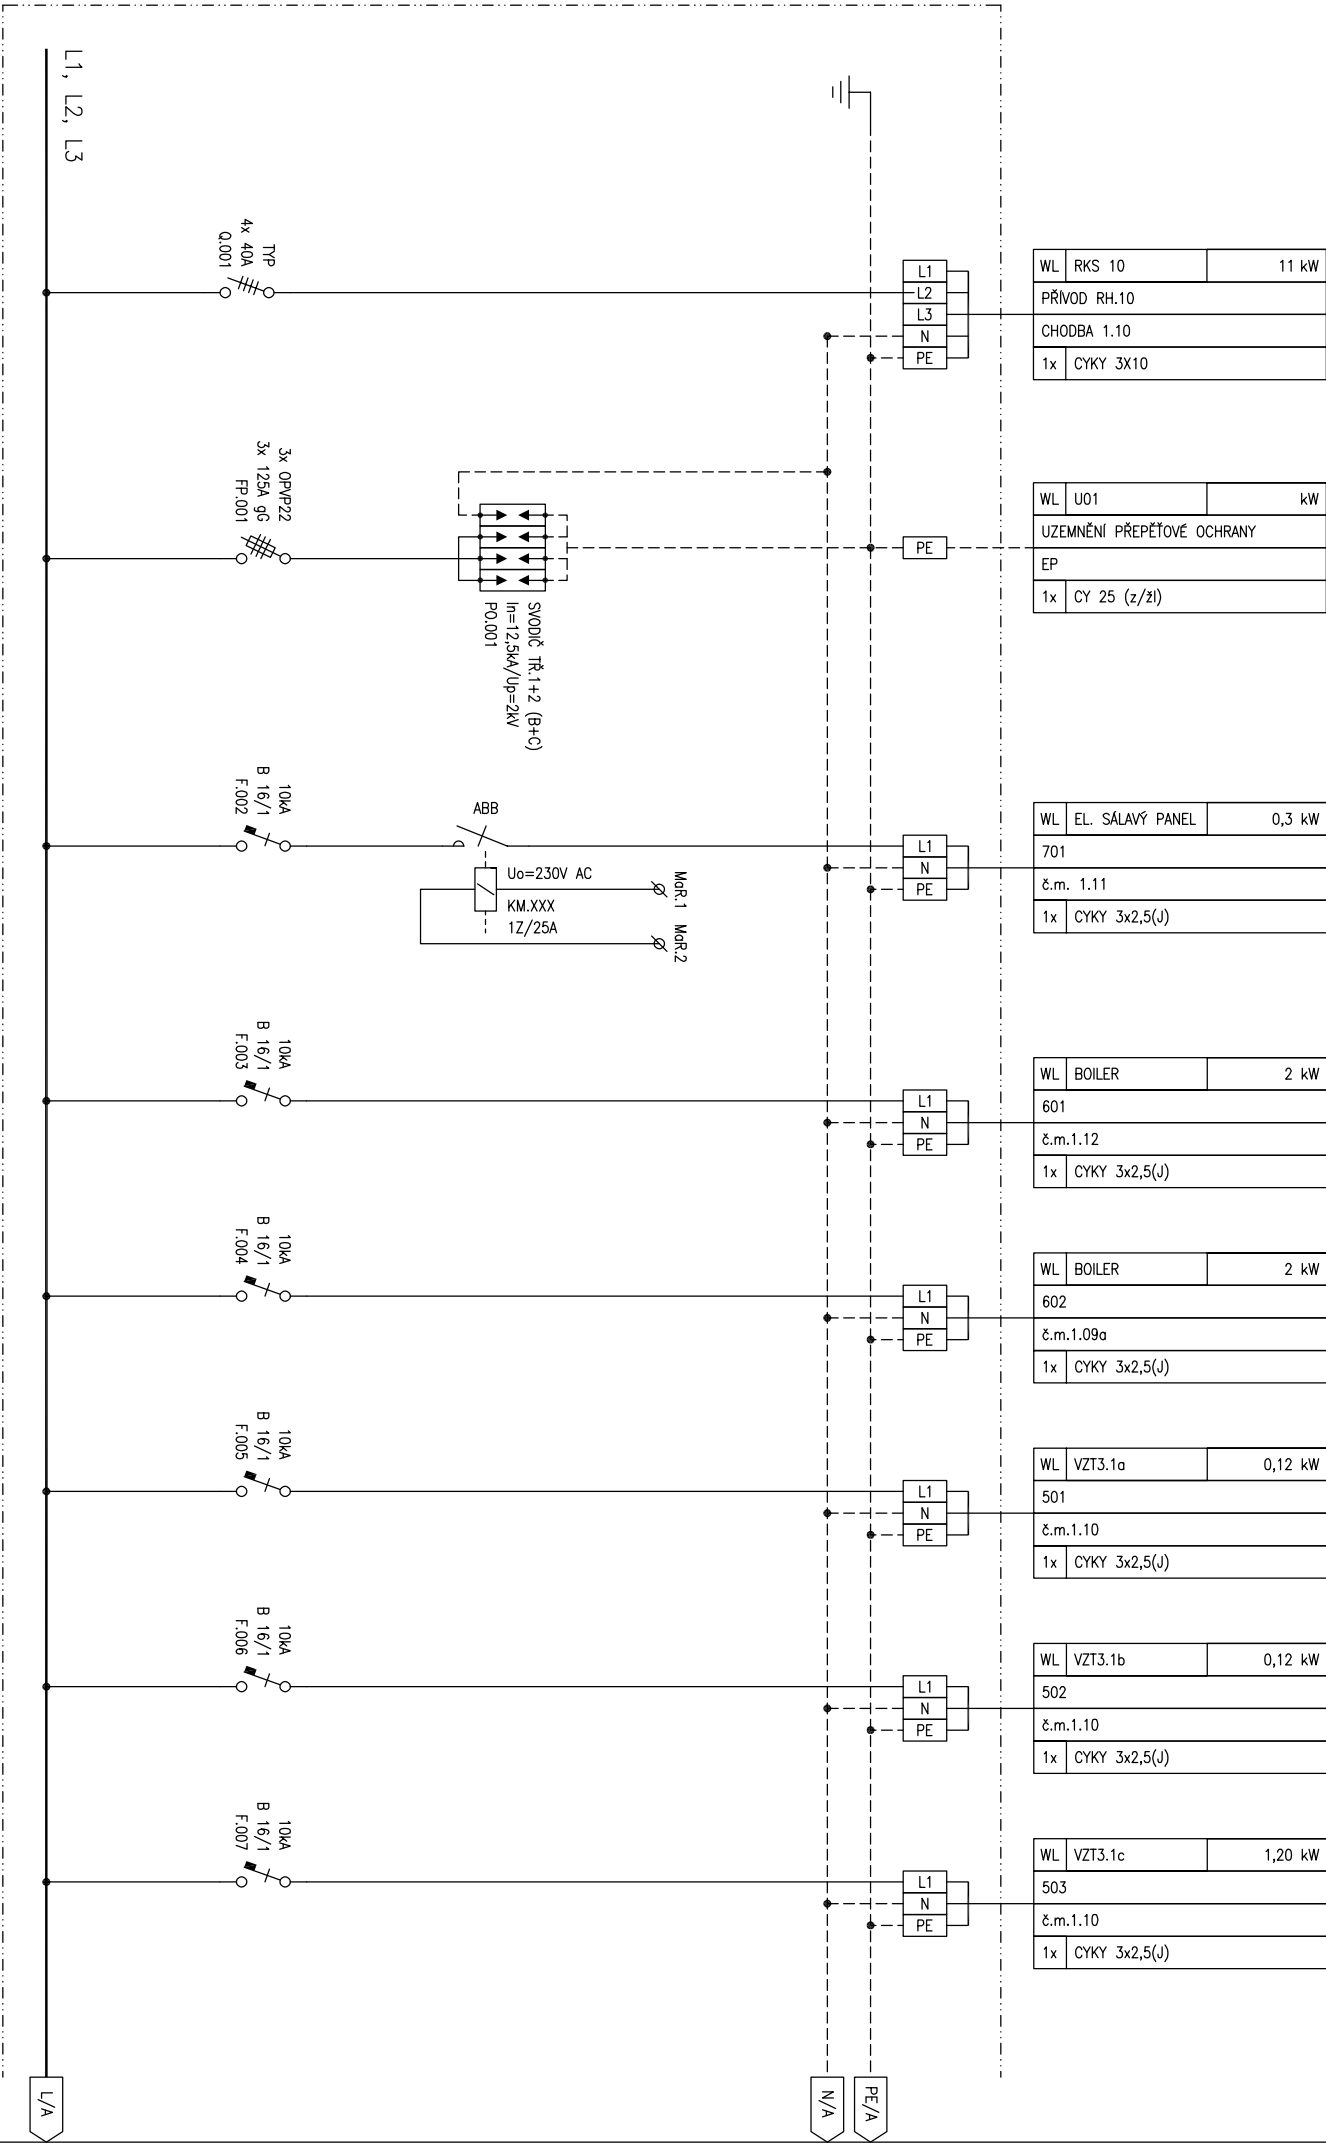 L1, L2, L3
TYP
4x 40A
Q.001
L1
L2
L3
N
PE
WL RKS 10 11 kW
PŘÍVOD RH.10
CHODBA 1.10
1x CYKY 3X10
3x OPVP22
3x 125A gG
FP.001
SVODIČ TŘ.1+2 (B+C)
In=12,5kA/Up=2kV
PO.001
PE
WL U01 kW
UZEMNĚNÍ PŘEPĚŤOVÉ OCHRANY
EP
1x CY 25 (z/žl)
10kA
B 16/1
F.002
ABB
Uo=230V AC
KM.XXX
1Z/25A
MaR.1
MaR.2
L1
N
PE
WL EL. SÁLAVÝ PANEL 0,3 kW
701
č.m. 1.11
1x CYKY 3x2,5(J)
10kA
B 16/1
F.003
L1
N
PE
WL BOILER 2 kW
601
č.m.1.12
1x CYKY 3x2,5(J)
10kA
B 16/1
F.004
L1
N
PE
WL BOILER 2 kW
602
č.m.1.09a
1x CYKY 3x2,5(J)
10kA
B 16/1
F.005
L1
N
PE
WL VZT3.1a 0,12 kW
501
č.m.1.10
1x CYKY 3x2,5(J)
10kA
B 16/1
F.006
L1
N
PE
WL VZT3.1b 0,12 kW
502
č.m.1.10
1x CYKY 3x2,5(J)
10kA
B 16/1
F.007
L1
N
PE
WL VZT3.1c 1,20 kW
503
č.m.1.10
1x CYKY 3x2,5(J)
L/A
N/A
PE/A